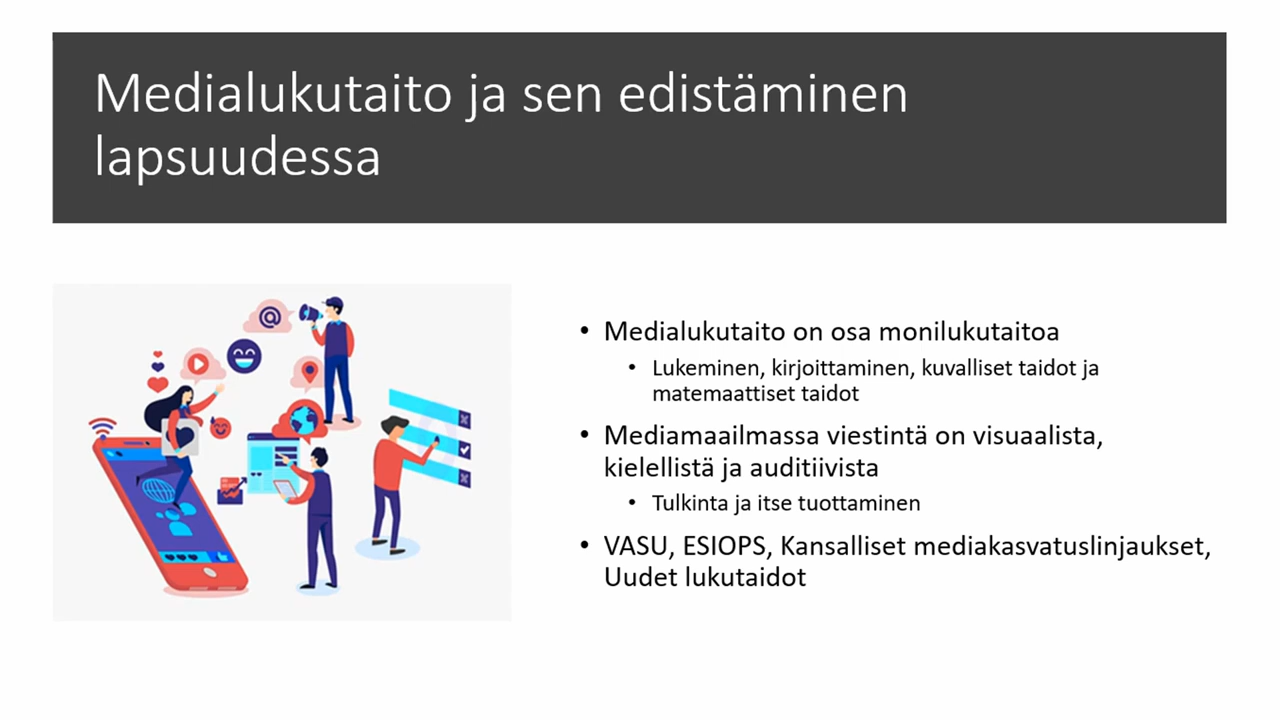 Medialukutaito ja sen edistäminen
lapsuudessa
• Medialukutaito on osa monilukutaitoa
• Lukeminen, kirjoittaminen, kuvalliset taidot ja
matemaattiset taidot
• Mediamaailmassa viestintä on visuaalista,
kielellistä ja auditiivista
• Tulkinta ja itse tuottaminen
• VASU, ESIOPS, Kansalliset mediakasvatuslinjaukset,
Uudet lukutaidot